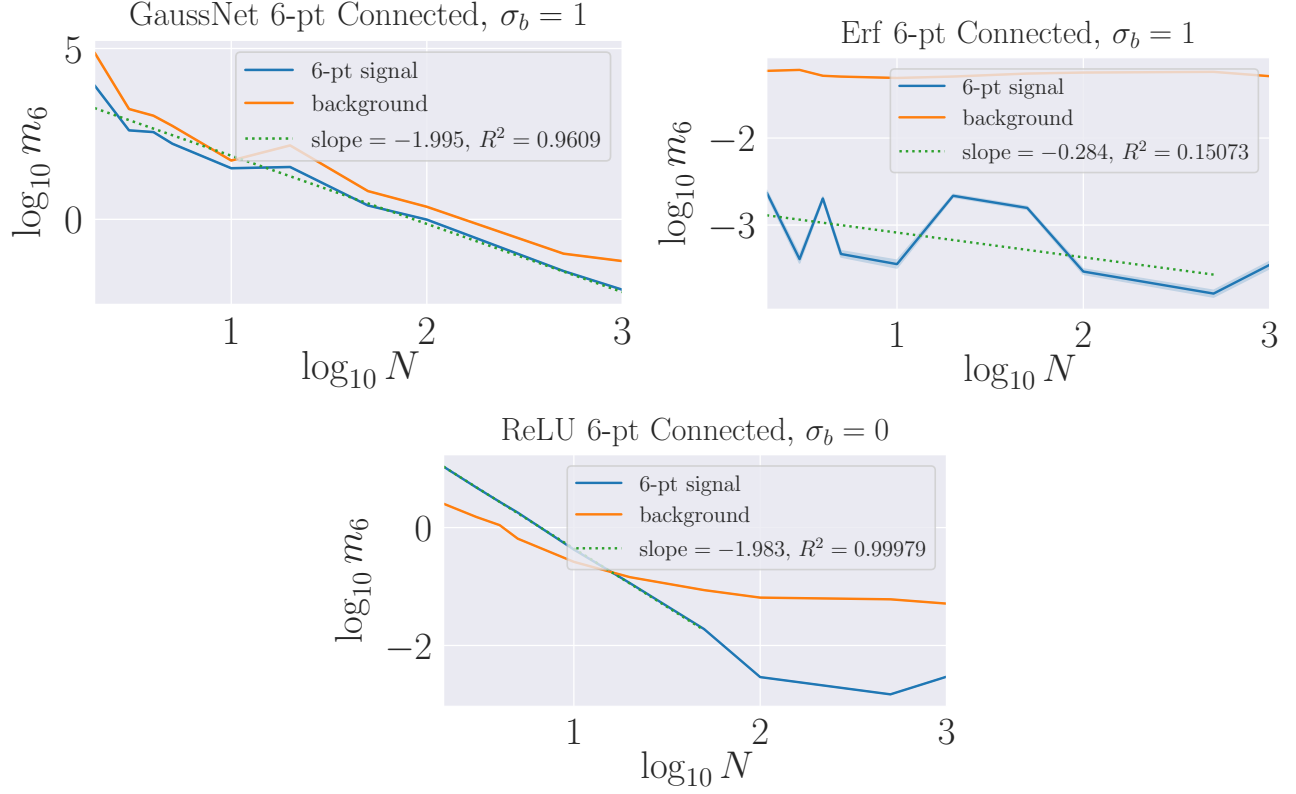 GaussNet 6-pt Connected, σ_b = 1
5
0
log₁₀ m₆
6-pt signal
background
slope = −1.995, R² = 0.9609
1 2 3
log₁₀ N
Erf 6-pt Connected, σ_b = 1
−2
−3
log₁₀ m₆
6-pt signal
background
slope = −0.284, R² = 0.15073
1 2 3
log₁₀ N
ReLU 6-pt Connected, σ_b = 0
0
−2
log₁₀ m₆
6-pt signal
background
slope = −1.983, R² = 0.99979
1 2 3
log₁₀ N